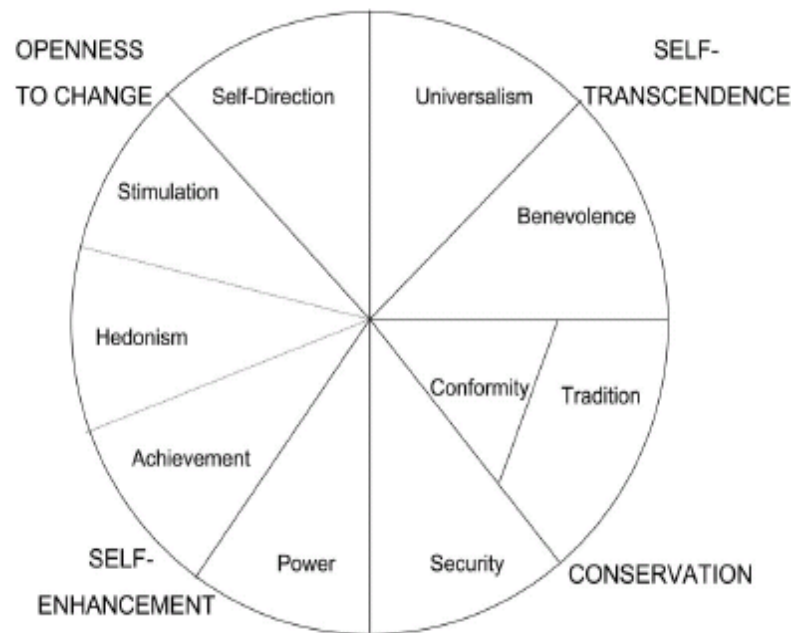 OPENNESS
TO CHANGE
SELF-
TRANSCENDENCE
Self-Direction
Universalism
Stimulation
Benevolence
Hedonism
Conformity
Tradition
Achievement
Power
Security
SELF-
ENHANCEMENT
CONSERVATION